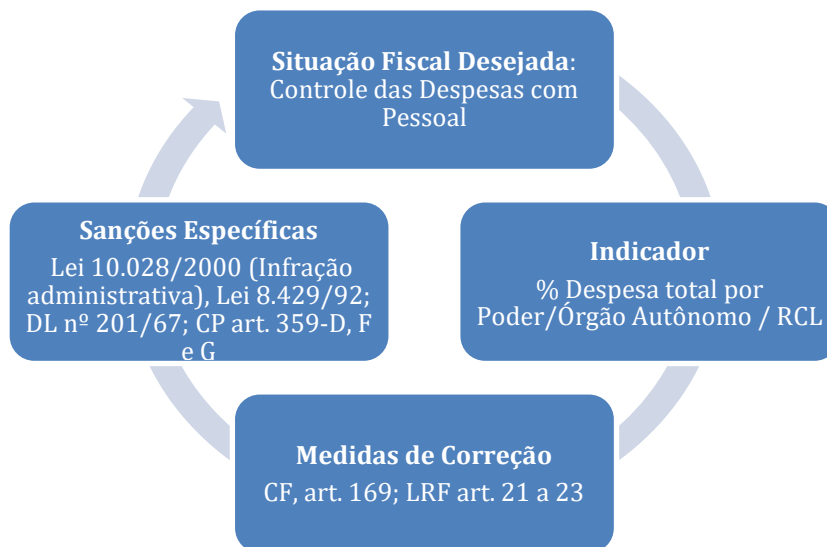 Situação Fiscal Desejada:
Controle das Despesas com
Pessoal
Sanções Específicas
Lei 10.028/2000 (Infração
administrativa), Lei 8.429/92;
DL nº 201/67; CP art. 359-D, F
e G
Indicador
% Despesa total por
Poder/Órgão Autônomo / RCL
Medidas de Correção
CF, art. 169; LRF art. 21 a 23